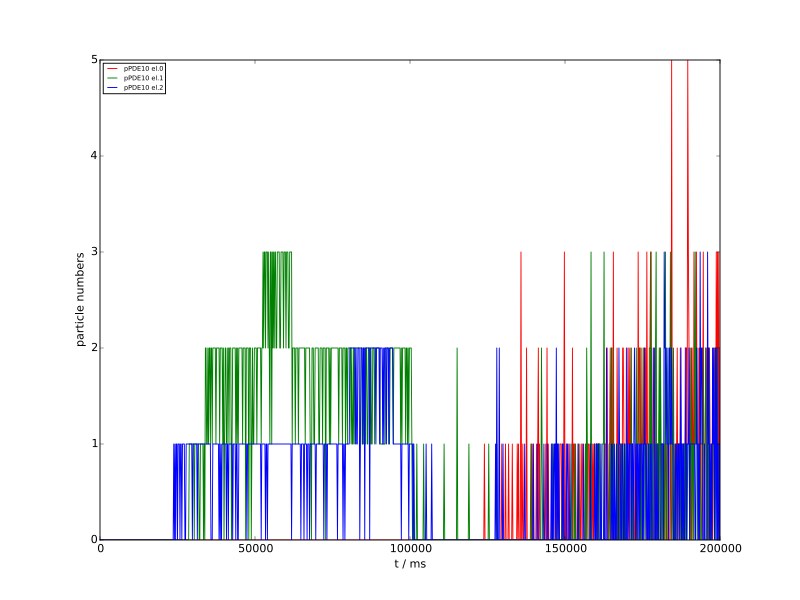 5
pPDE10 el.0
pPDE10 el.1
pPDE10 el.2
4
3
2
1
0
particle numbers
0 50000 100000 150000 200000
t / ms